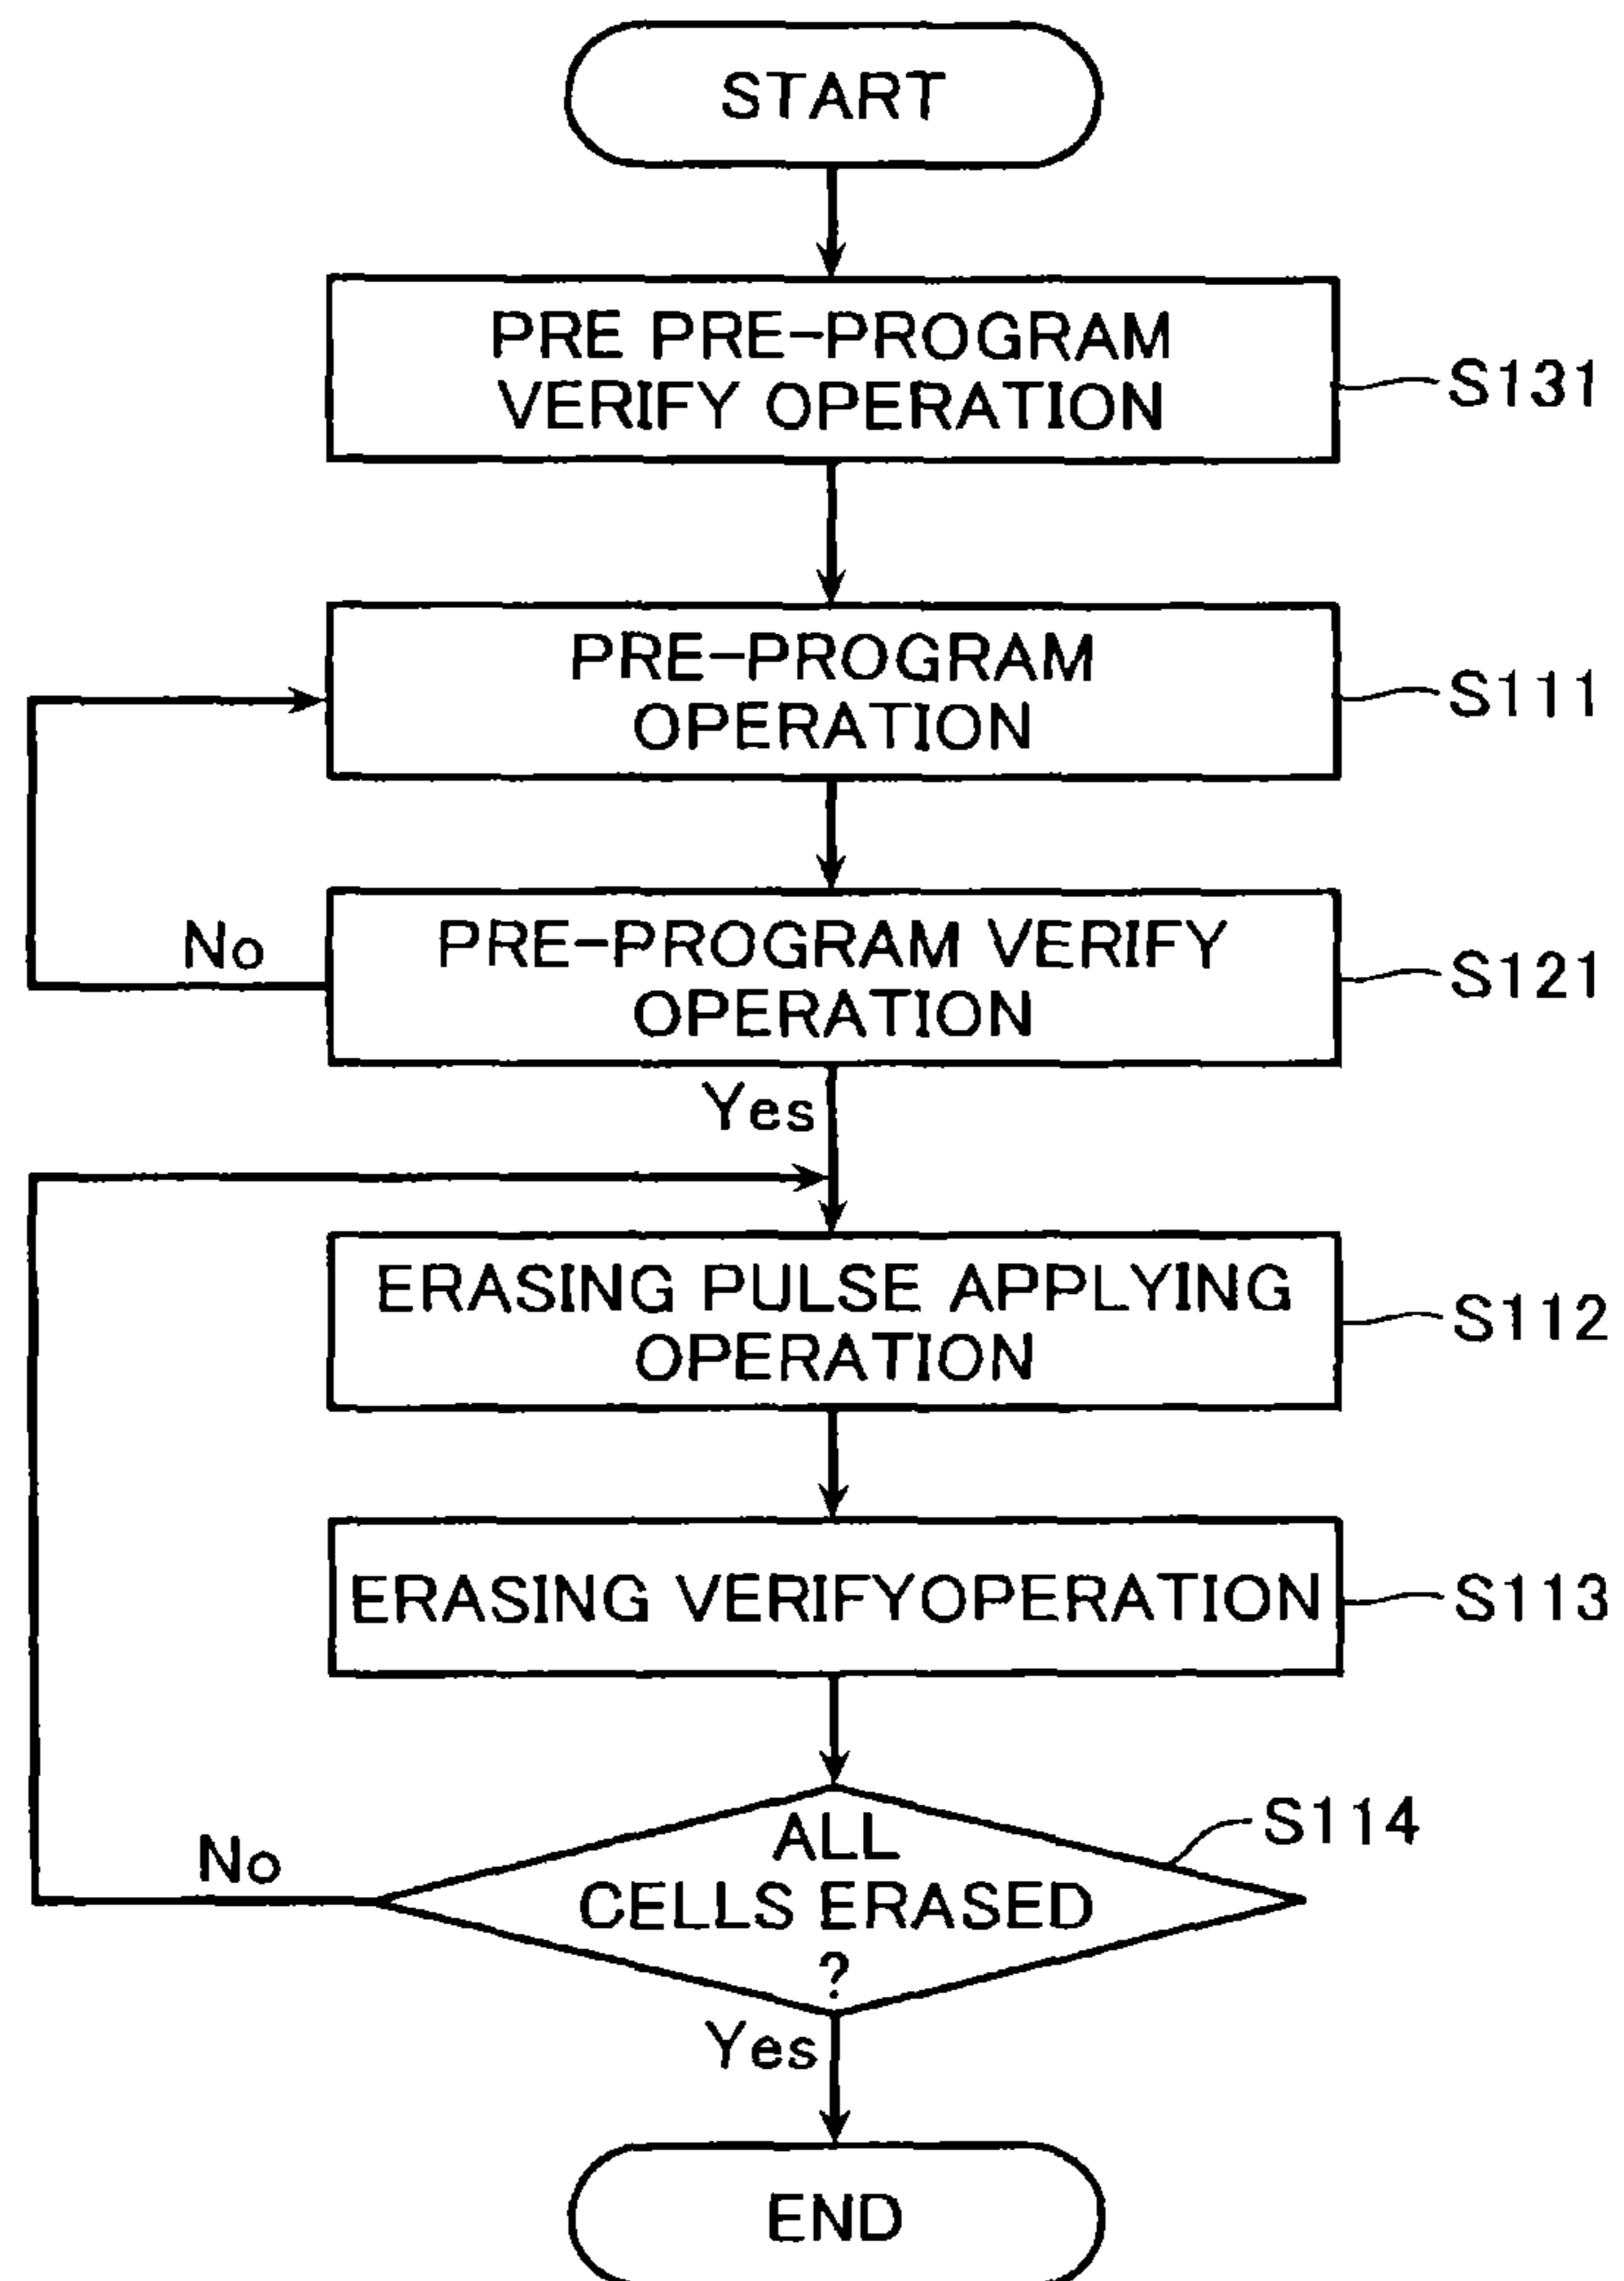 START
PRE PRE-PROGRAM
VERIFY OPERATION
S131
PRE-PROGRAM
OPERATION
S111
No
PRE-PROGRAM VERIFY
OPERATION
S121
Yes
ERASING PULSE APPLYING
OPERATION
S112
ERASING VERIFYOPERATION
S113
ALL
CELLS ERASED
?
S114
No
Yes
END